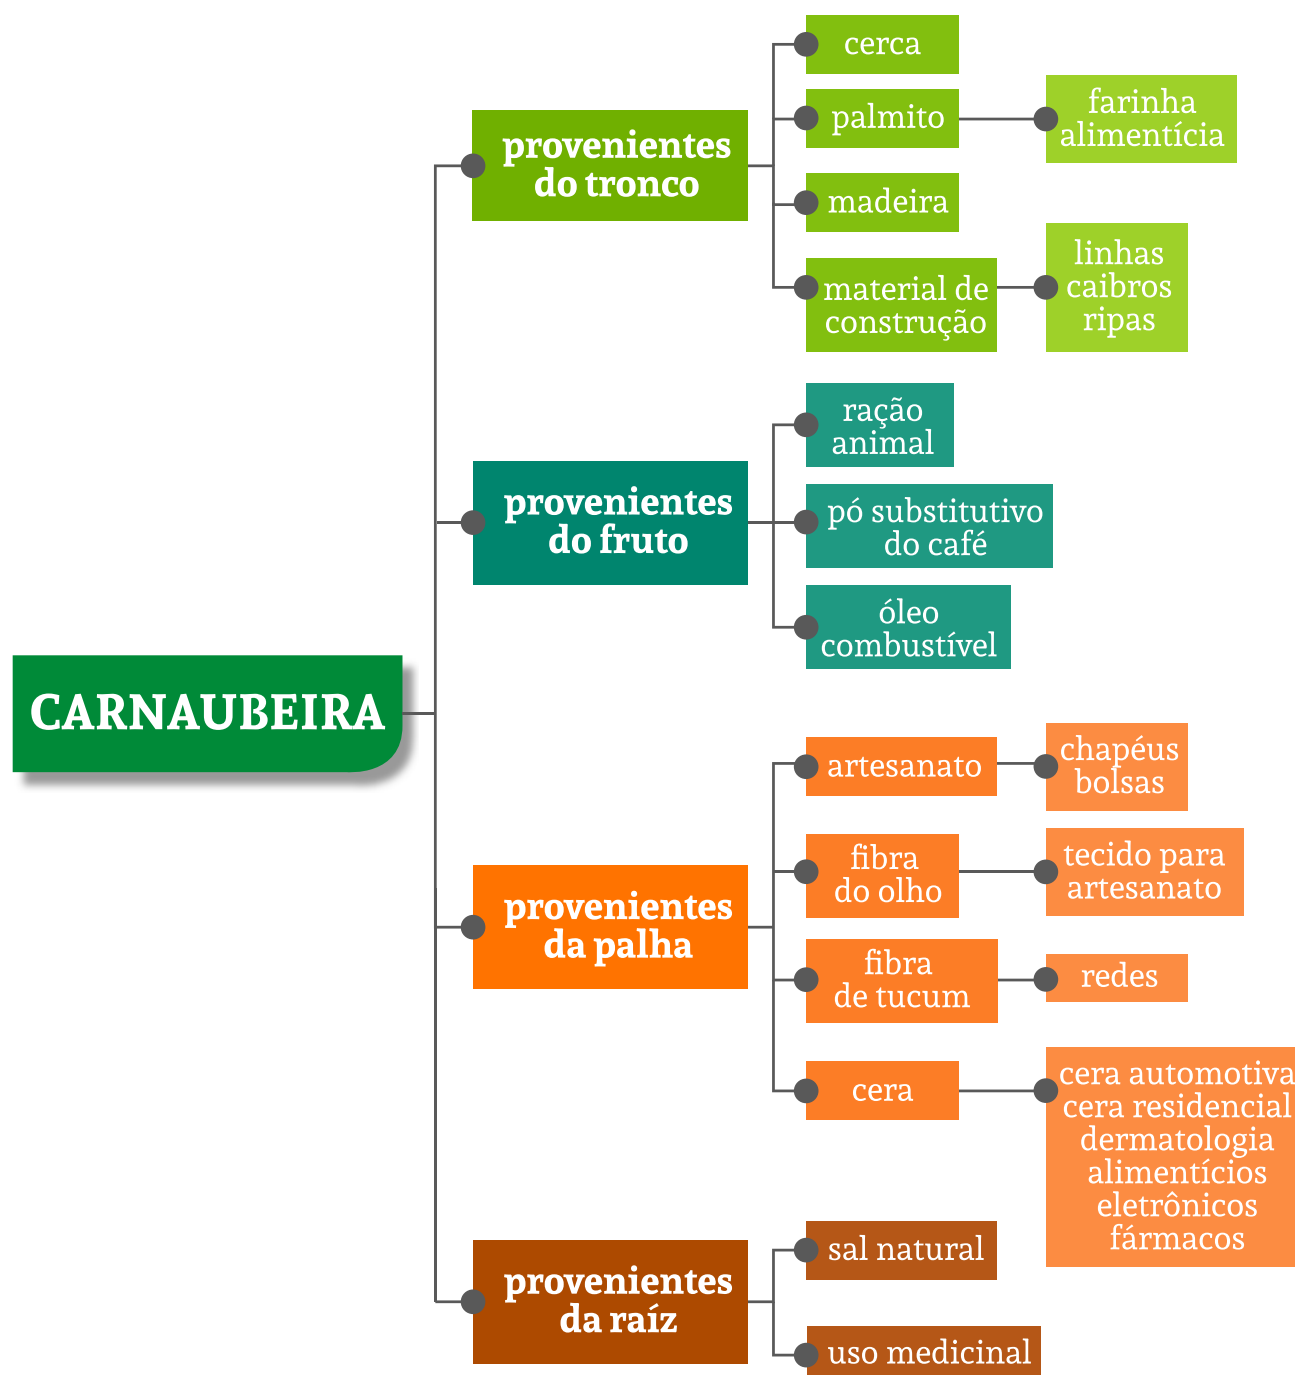 CARNAUBEIRA
provenientes
do tronco
cerca
palmito
farinha
alimentícia
madeira
material de
construção
linhas
caibros
ripas
provenientes
do fruto
ração
animal
pó substitutivo
do café
óleo
combustível
provenientes
da palha
artesanato
chapéus
bolsas
fibra
do olho
tecido para
artesanato
fibra
de tucum
redes
cera
cera automotiva
cera residencial
dermatologia
alimentícios
eletrônicos
fármacos
provenientes
da raíz
sal natural
uso medicinal